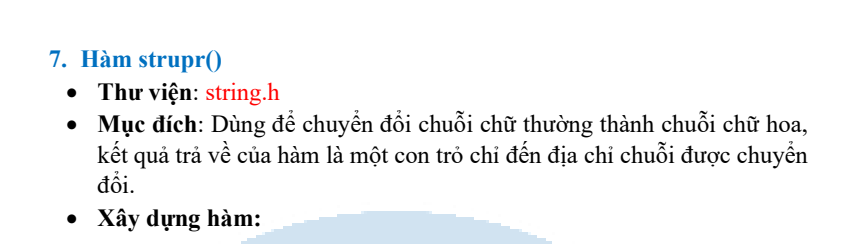 7. Hàm strupr()
• Thư viện: string.h
• Mục đích: Dùng để chuyển đổi chuỗi chữ thường thành chuỗi chữ hoa,
kết quả trả về của hàm là một con trỏ chỉ đến địa chỉ chuỗi được chuyển
đổi.
• Xây dựng hàm: